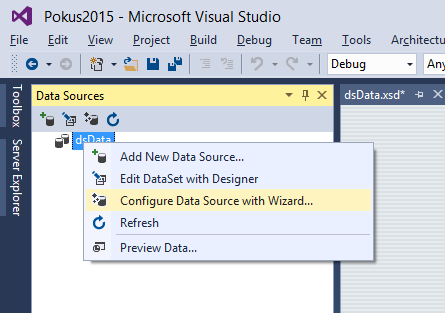 Pokus2015 - Microsoft Visual Studio
File Edit View Project Build Debug Team Tools Architectu
Debug
Toolbox
Server Explorer
Data Sources
dsData.xsd*
dsData
Add New Data Source...
Edit DataSet with Designer
Configure Data Source with Wizard...
Refresh
Preview Data...